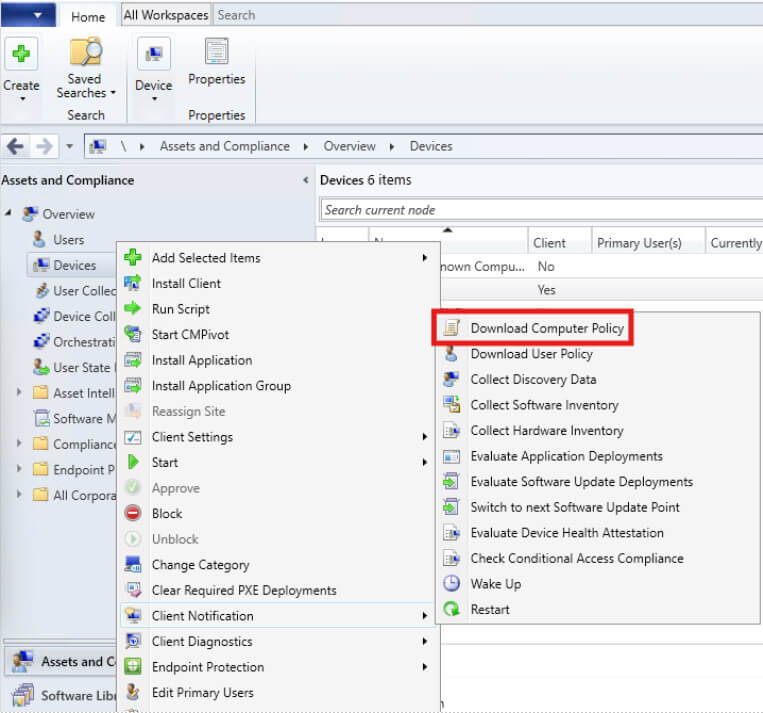 Home
All Workspaces
Search
Create
Saved
Searches
Device
Properties
Search
Properties
\
Assets and Compliance
Overview
Devices
Assets and Compliance
Devices 6 items
Overview
Search current node
Users
Client
Primary User(s)
Currently
Devices
Add Selected Items
nown Compu...
No
User Collec
Install Client
Yes
Device Coll
Run Script
Download Computer Policy
Orchestrati
Start CMPivot
Download User Policy
User State
Install Application
Collect Discovery Data
Asset Intell
Install Application Group
Collect Software Inventory
Software M
Reassign Site
Collect Hardware Inventory
Compliance
Client Settings
Evaluate Application Deployments
Endpoint P
Start
Evaluate Software Update Deployments
All Corpora
Approve
Switch to next Software Update Point
Block
Evaluate Device Health Attestation
Unblock
Check Conditional Access Compliance
Change Category
Wake Up
Clear Required PXE Deployments
Restart
Client Notification
Client Diagnostics
Assets and C
Endpoint Protection
Software Libr
Edit Primary Users